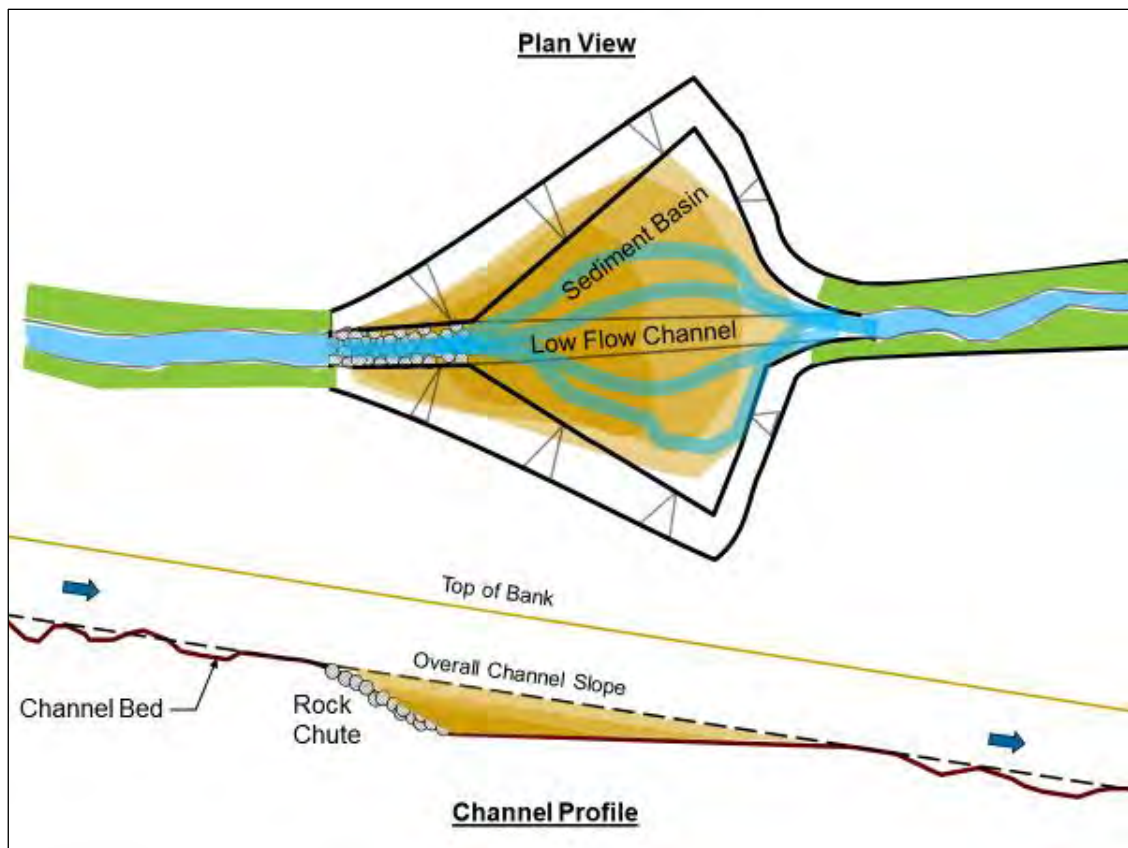 Plan View
Sediment Basin
Low Flow Channel
Top of Bank
Overall Channel Slope
Channel Bed
Rock
Chute
Channel Profile